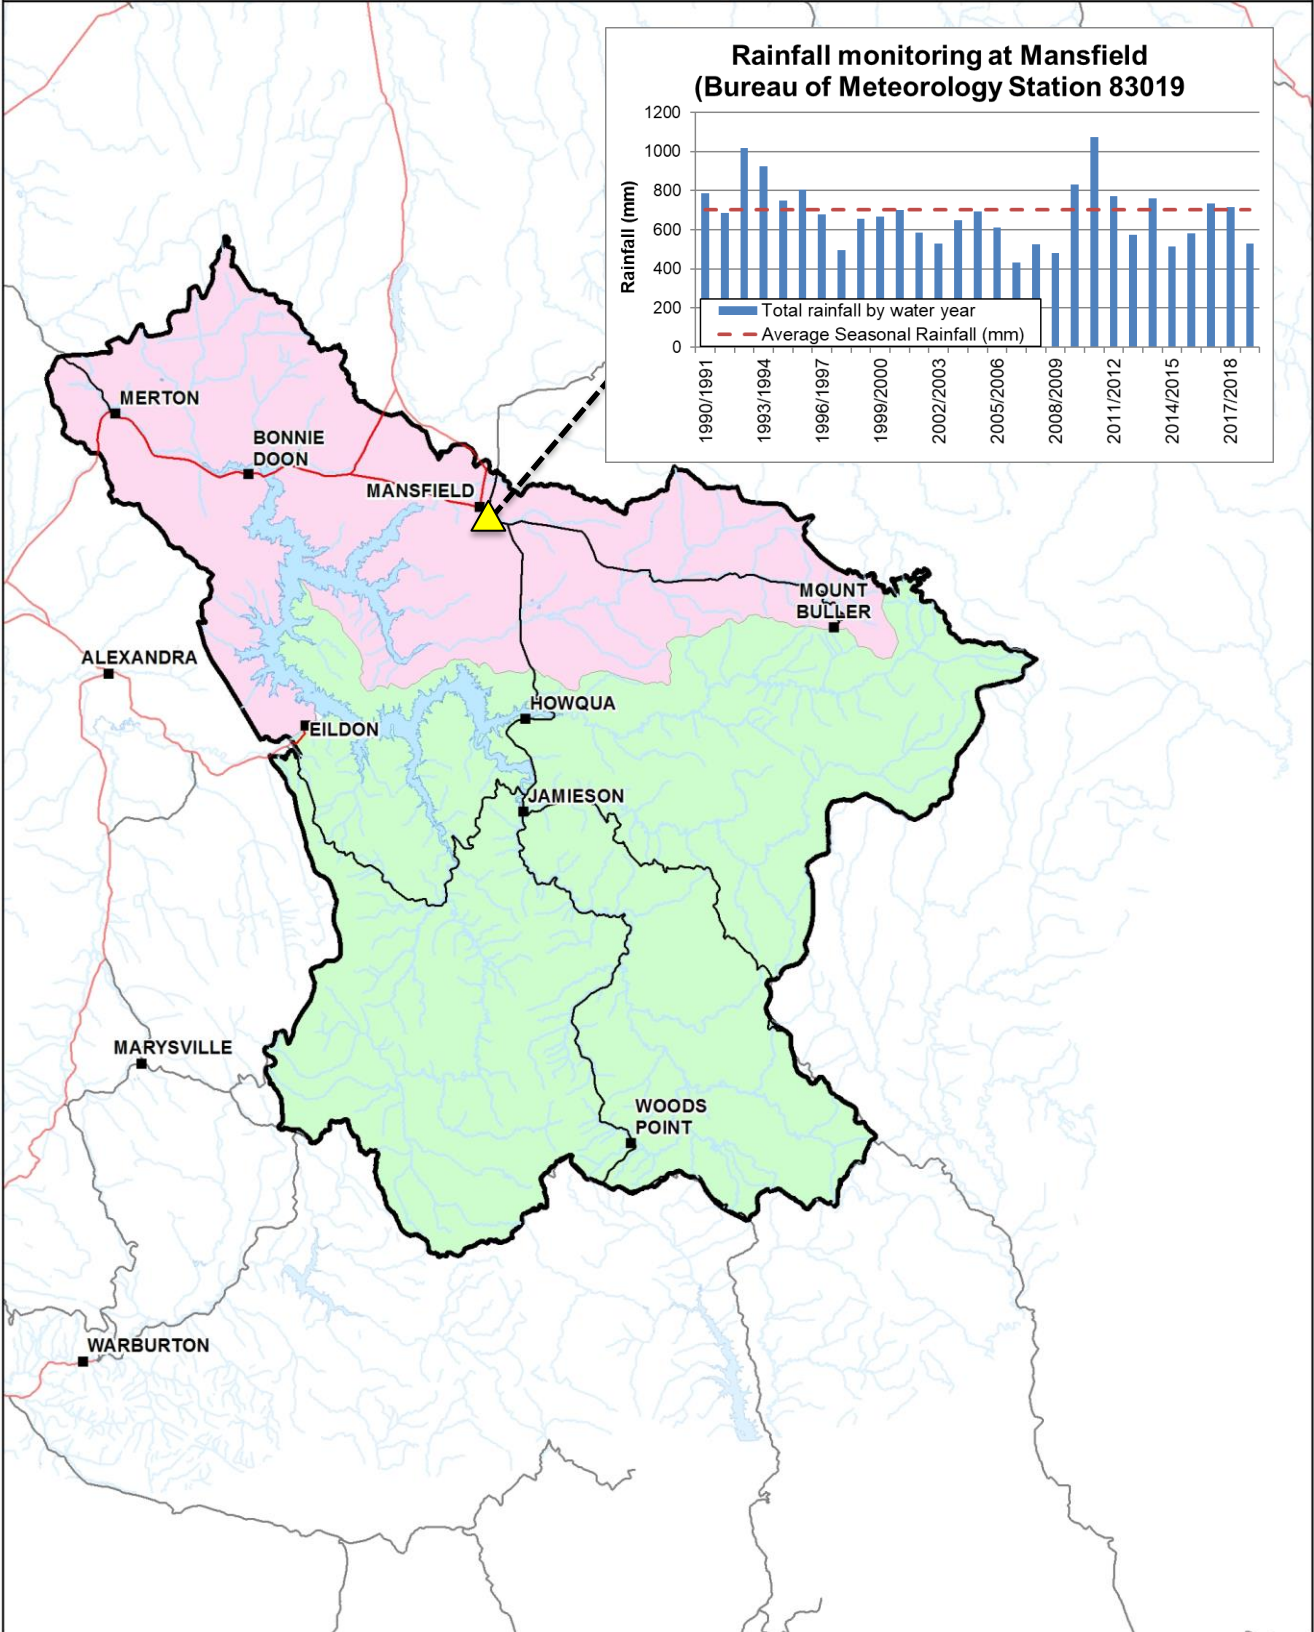 Rainfall monitoring at Mansfield
(Bureau of Meteorology Station 83019
Rainfall (mm)
1200
1000
800
600
400
200
0
Total rainfall by water year
Average Seasonal Rainfall (mm)
1990/1991
1993/1994
1996/1997
1999/2000
2002/2003
2005/2006
2008/2009
2011/2012
2014/2015
2017/2018
MERTON
BONNIE
DOON
MANSFIELD
MOUNT
BULLER
ALEXANDRA
HOWQUA
EILDON
JAMIESON
MARYSVILLE
WOODS
POINT
WARBURTON